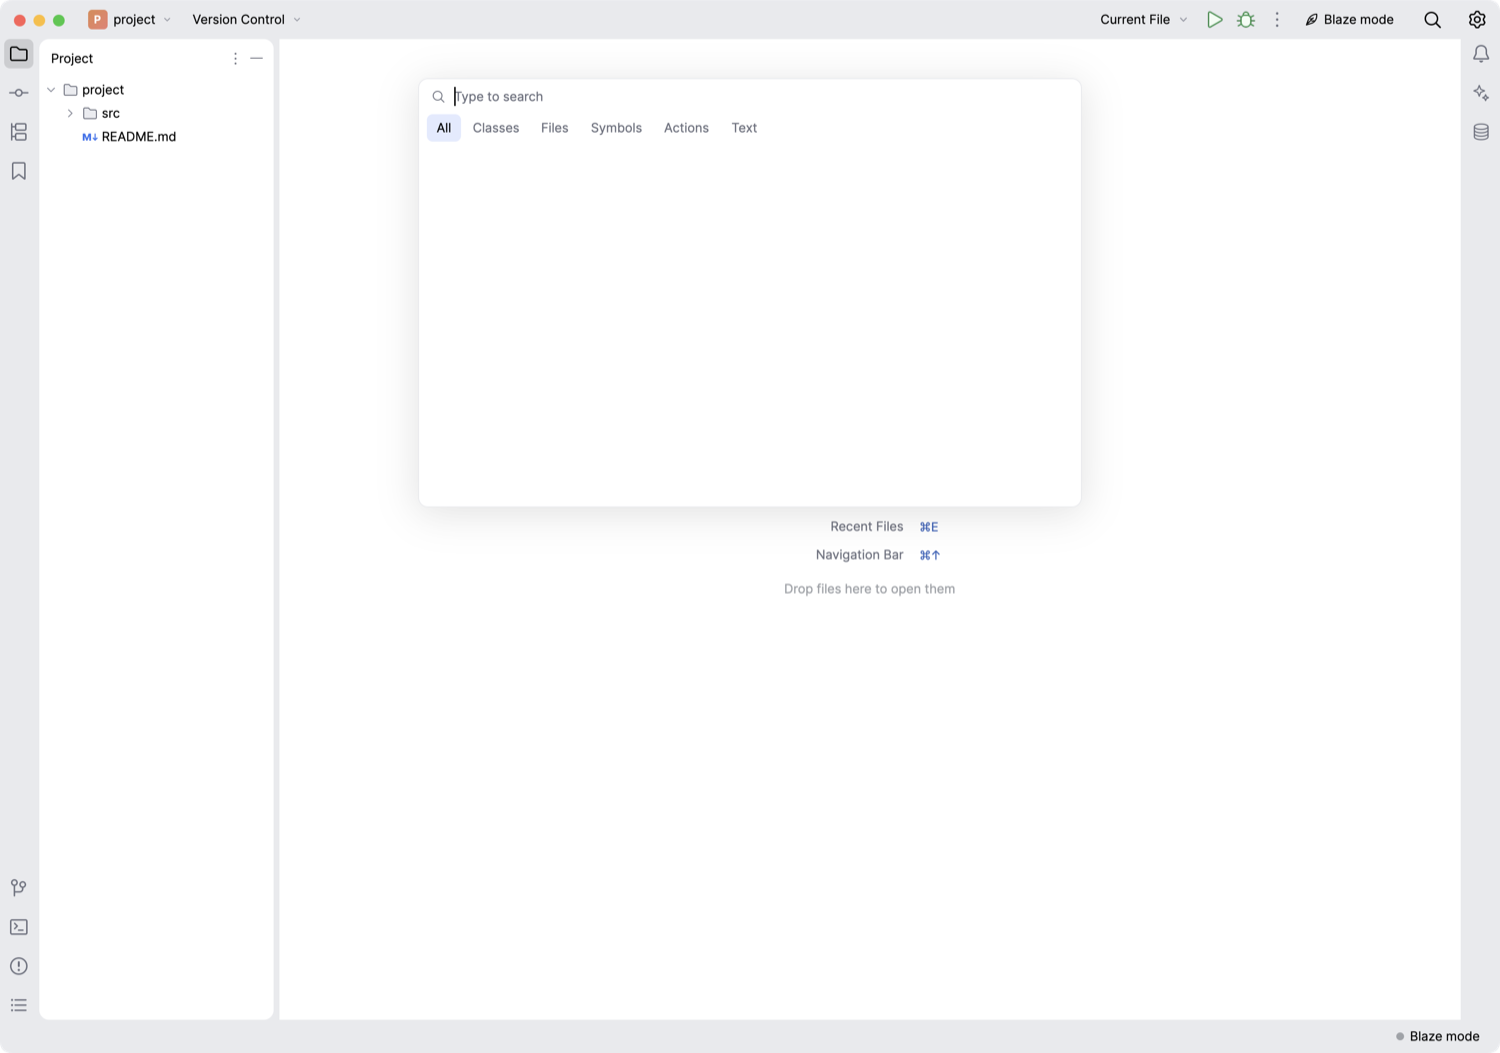 P project Version Control Current File Blaze mode
Project
project
src
M↓ README.md
Type to search
All Classes Files Symbols Actions Text
Recent Files ⌘E
Navigation Bar ⌘↑
Drop files here to open them
Blaze mode